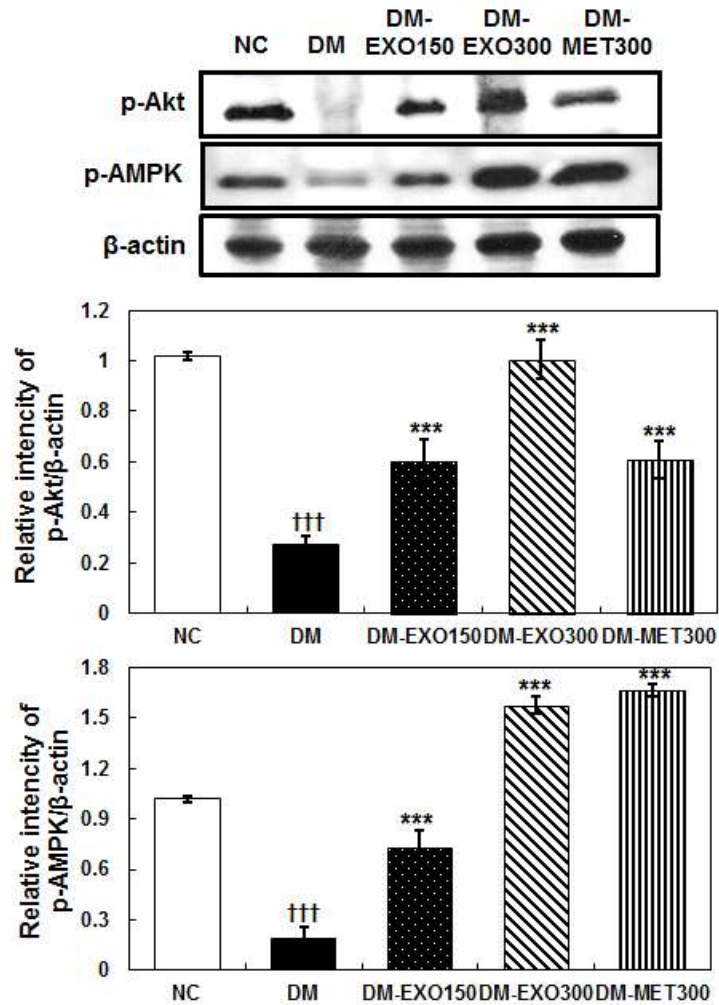 NC DM DM-EXO150 DM-EXO300 DM-MET300
p-Akt
p-AMPK
β-actin
Relative intencity of
p-Akt/β-actin
1.2
1
0.8
0.6
0.4
0.2
0
†††
***
***
***
NC DM DM-EXO150 DM-EXO300 DM-MET300
Relative intencity of
p-AMPK/β-actin
1.8
1.5
1.2
0.9
0.6
0.3
0
†††
***
***
***
NC DM DM-EXO150 DM-EXO300 DM-MET300